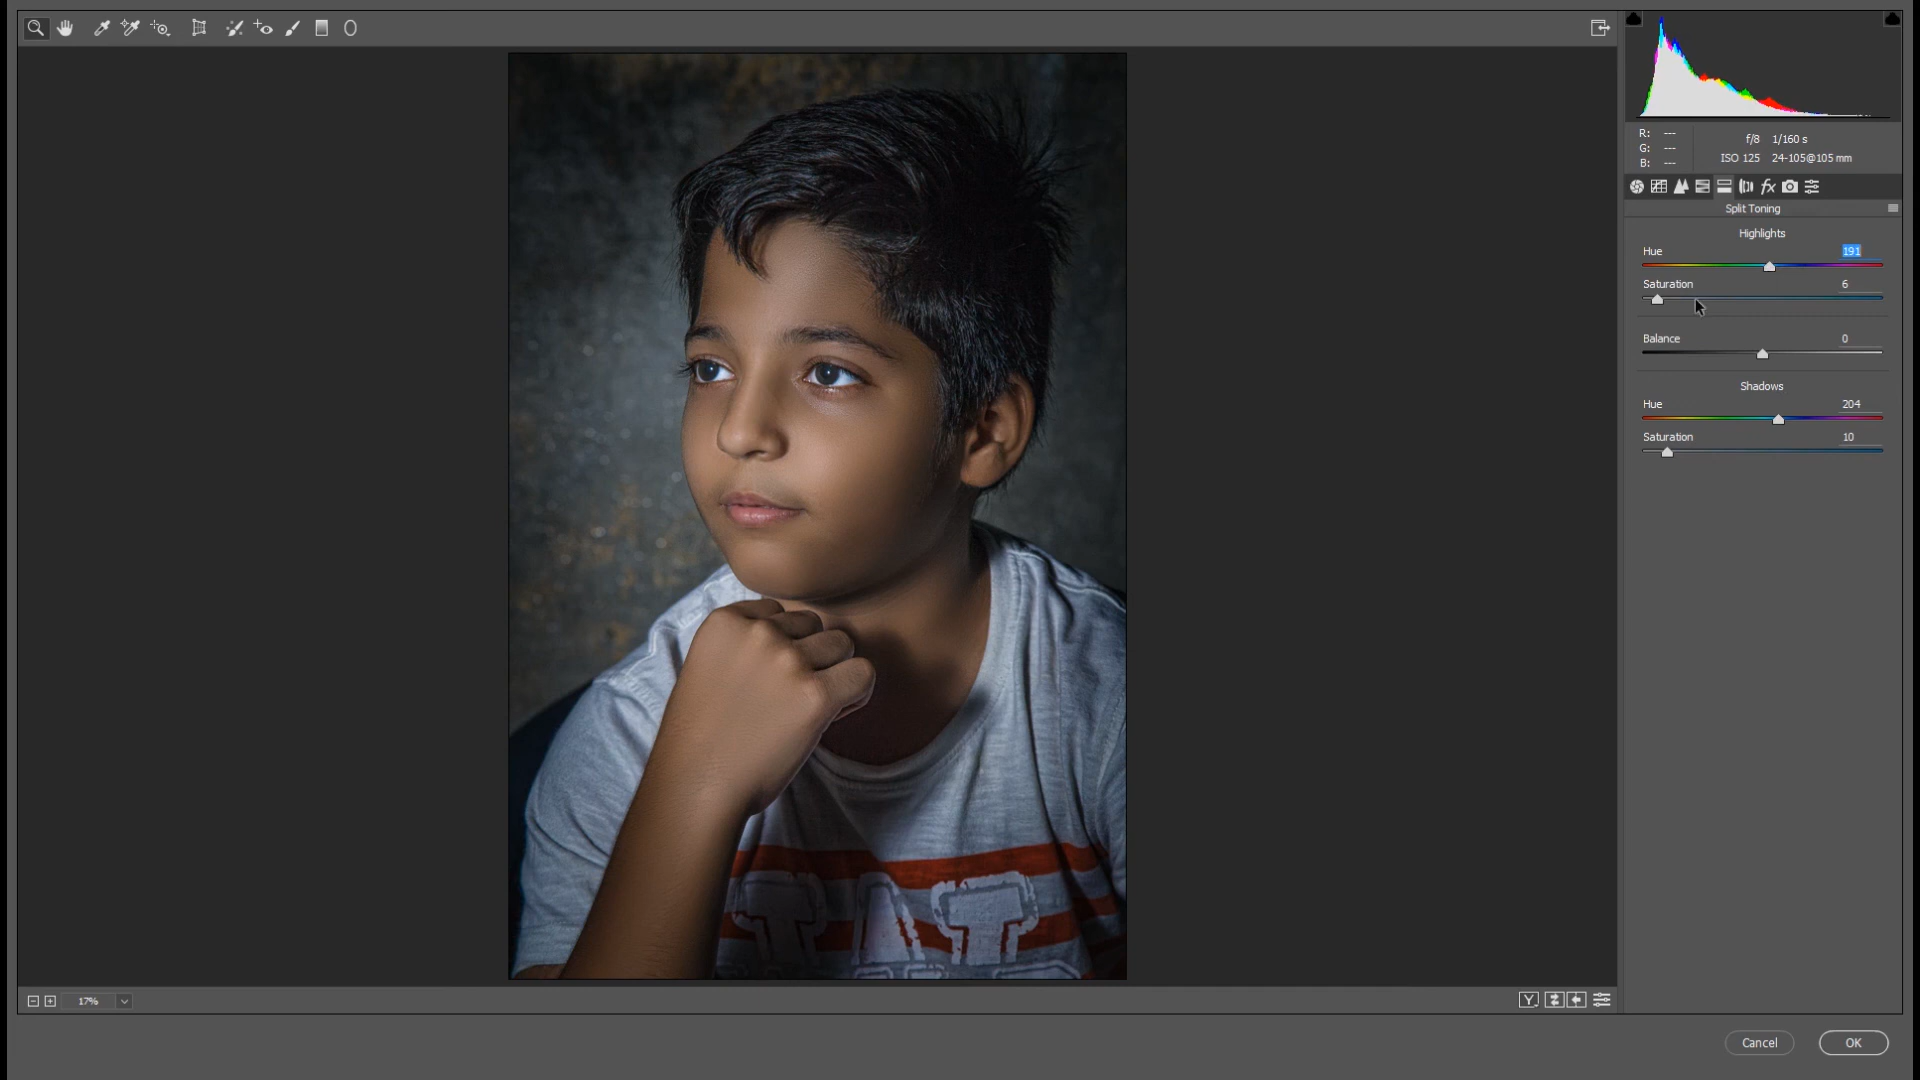 R: ---
G: ---
B: ---
f/8 1/160 s
ISO 125 24-105@105 mm
fx
Split Toning
Highlights
Hue 191
Saturation 6
Balance 0
Shadows
Hue 204
Saturation 10
17%
Y
Cancel OK